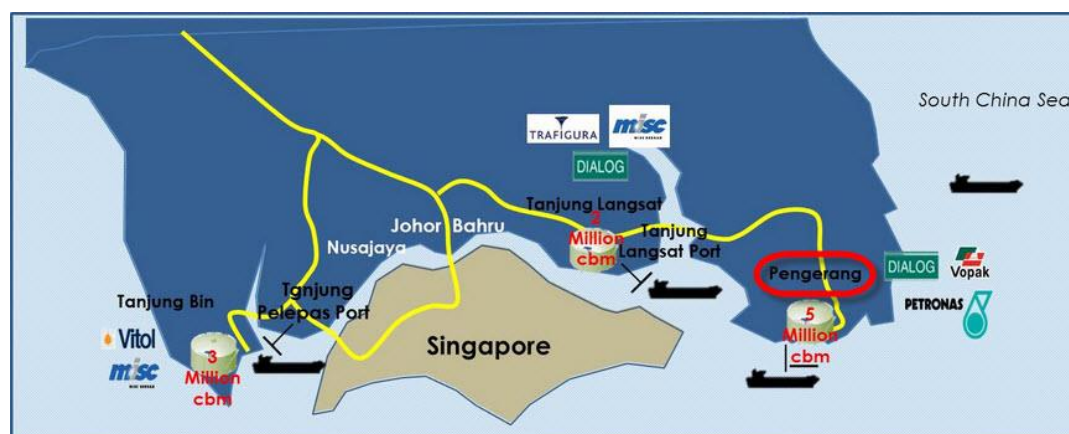 South China Sea
TRAFIGURA
misc
DIALOG
Tanjung Langsat
2
Million
cbm
Tanjung
Langsat Port
Johor Bahru
Nusajaya
Pengerang
DIALOG
Vopak
PETRONAS
5
Million
cbm
Tanjung Bin
Tgnjung
Pelepas Port
Vitol
misc
3
Million
cbm
Singapore